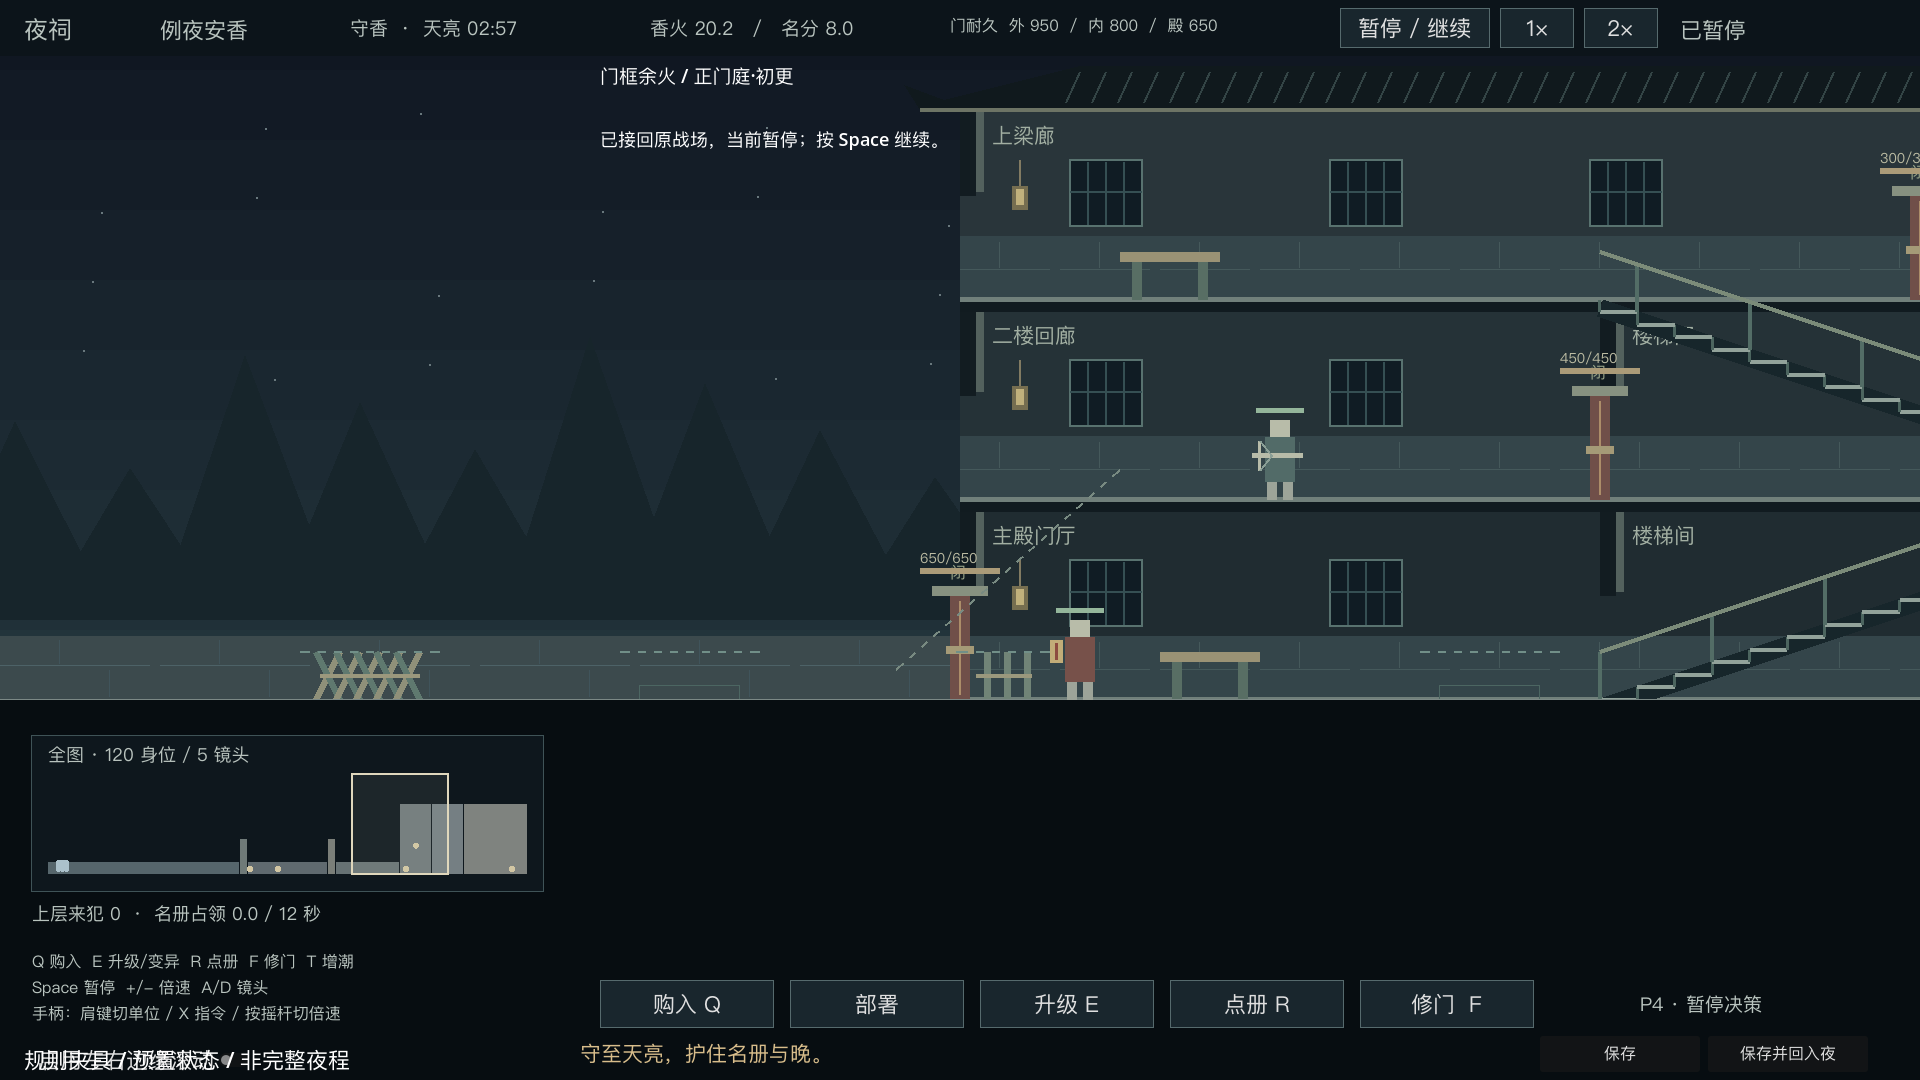 夜祠
例夜安香
守香 · 天亮 02:57
香火 20.2 / 名分 8.0
门耐久 外 950 / 内 800 / 殿 650
暂停 / 继续
1×
2×
已暂停
门框余火 / 正门庭·初更
已接回原战场，当前暂停；按 Space 继续。
上梁廊
二楼回廊
450/450
闭
主殿门厅
楼梯间
650/650
闭
全图 · 120 身位 / 5 镜头
上层来犯 0 · 名册占领 0.0 / 12 秒
Q 购入 E 升级/变异 R 点册 F 修门 T 增潮
Space 暂停 +/− 倍速 A/D 镜头
手柄：肩键切单位 / X 指令 / 按摇杆切倍速
购入 Q
部署
升级 E
点册 R
修门 F
P4 · 暂停决策
/ 非完整夜程
守至天亮，护住名册与晚。
保存
保存并回入夜